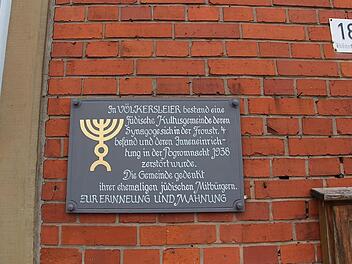 In VÖLKERSLEIER bestand eine
jüdische Kultusgemeinde deren
Synagoge sich in der Fronstr. 4
befand und deren Inneneinrich-
tung in der Pogromnacht 1938
zerstört wurde.
Die Gemeinde gedenkt
ihrer ehemaligen jüdischen Mitbürgern.
ZUR ERINNEUNG UND MAHNUNG
18